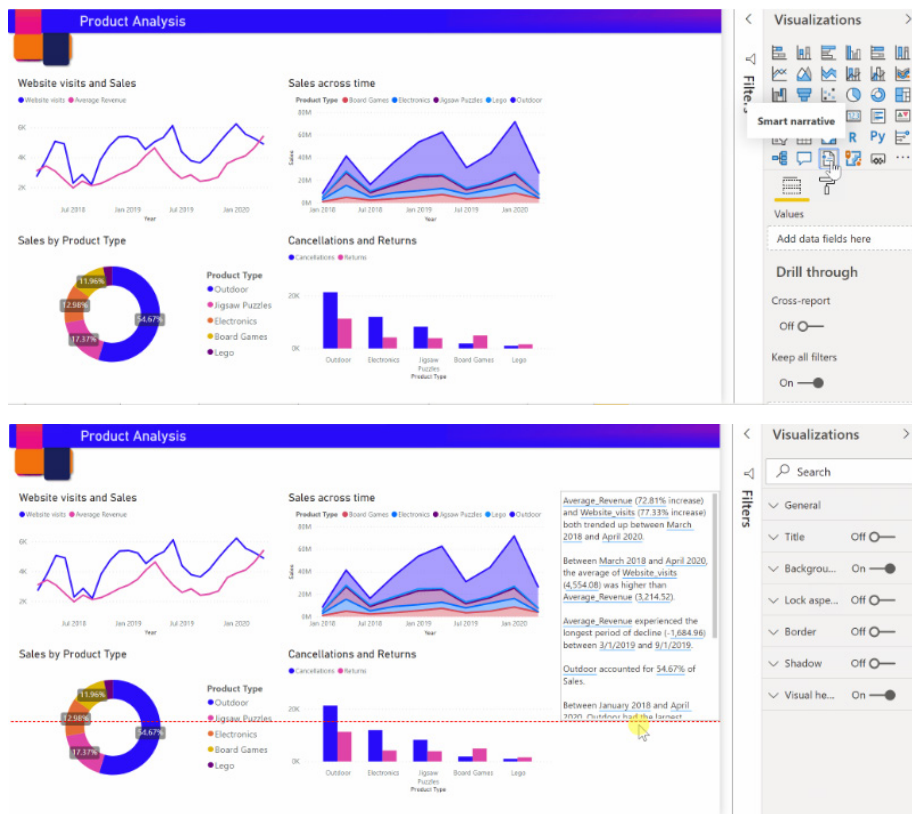 Product Analysis
Visualizations
Filters
Website visits and Sales
Website visits Average Revenue
6K
4K
2K
Jul 2018 Jan 2019 Jul 2019 Jan 2020
Year
Sales across time
Product Type Board Games Electronics Jigsaw Puzzles Lego Outdoor
80M
60M
40M
20M
0M
Sales
Jan 2018 Jul 2018 Jan 2019 Jul 2019 Jan 2020
Year
Smart narrative
R Py
Values
Add data fields here
Drill through
Cross-report
Off
Keep all filters
On
Sales by Product Type
11.96%
12.98%
17.37%
54.67%
Product Type
Outdoor
Jigsaw Puzzles
Electronics
Board Games
Lego
Cancellations and Returns
Cancellations Returns
20K
0K
Outdoor Electronics Jigsaw Puzzles Board Games Lego
Product Type
Product Analysis
Visualizations
Filters
Search
General
Title Off
Backgrou... On
Lock aspe... Off
Border Off
Shadow Off
Visual he... On
Website visits and Sales
Website visits Average Revenue
6K
4K
2K
Jul 2018 Jan 2019 Jul 2019 Jan 2020
Year
Sales across time
Product Type Board Games Electronics Jigsaw Puzzles Lego Outdoor
80M
60M
40M
20M
0M
Sales
Jan 2018 Jul 2018 Jan 2019 Jul 2019 Jan 2020
Year
Average_Revenue (72.81% increase)
and Website_visits (77.33% increase)
both trended up between March
2018 and April 2020.
Between March 2018 and April 2020,
the average of Website_visits
(4,554.08) was higher than
Average_Revenue (3,214.52).
Average_Revenue experienced the
longest period of decline (-1,684.96)
between 3/1/2019 and 9/1/2019.
Outdoor accounted for 54.67% of
Sales.
Between January 2018 and April
2020, Outdoor had the largest
Sales by Product Type
11.96%
12.98%
17.37%
54.67%
Product Type
Outdoor
Jigsaw Puzzles
Electronics
Board Games
Lego
Cancellations and Returns
Cancellations Returns
20K
0K
Outdoor Electronics Jigsaw Puzzles Board Games Lego
Product Type